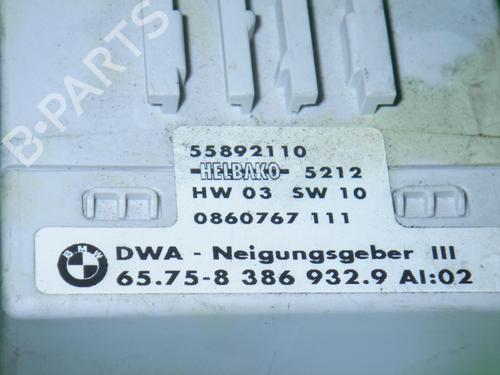 B-PARTS
55892110
HELBAKO 5212
HW 03 SW 10
0860767 111
BMW
DWA - Neigungsgeber III
65.75-8 386 932.9 AI:02